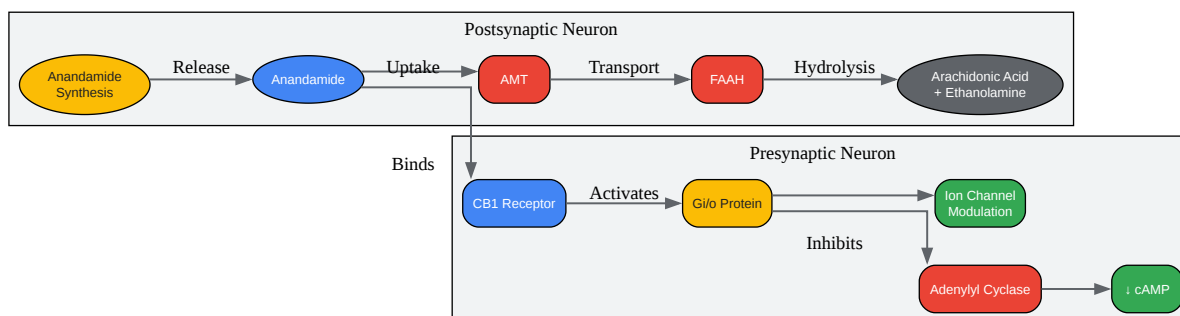 Postsynaptic Neuron
Anandamide
Synthesis
Release
Anandamide
Uptake
AMT
Transport
FAAH
Hydrolysis
Arachidonic Acid
+ Ethanolamine
Binds
Presynaptic Neuron
CB1 Receptor
Activates
Gi/o Protein
Ion Channel
Modulation
Inhibits
Adenylyl Cyclase
↓ cAMP